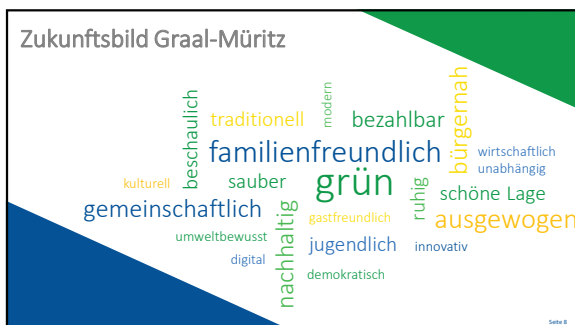 Zukunftsbild Graal-Müritz
modern
bürgernah
beschaulich
traditionell
bezahlbar
familienfreundlich
wirtschaftlich
unabhängig
kulturell
sauber
grün
ruhig
schöne Lage
gemeinschaftlich
nachhaltig
gastfreundlich
ausgewogen
umweltbewusst
jugendlich
innovativ
digital
demokratisch
Seite 8